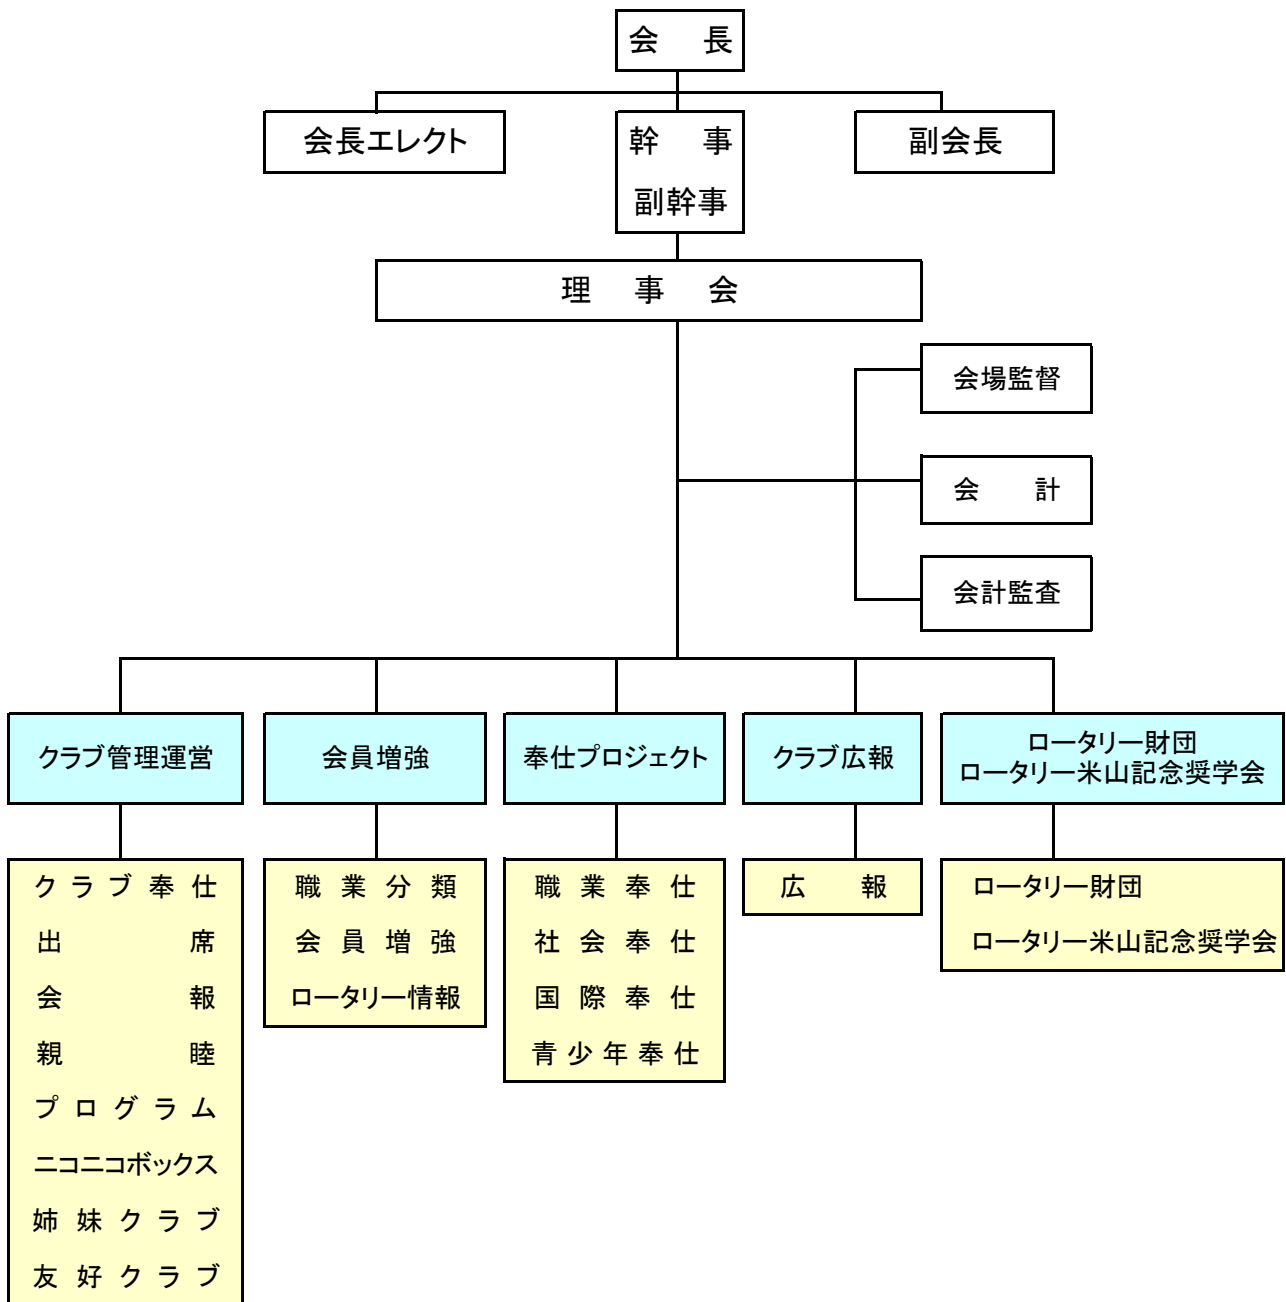 会長
会長エレクト
幹事
副幹事
副会長
理事会
会場監督
会計
会計監査
クラブ管理運営
会員増強
奉仕プロジェクト
クラブ広報
ロータリー財団
ロータリー米山記念奨学会
クラブ奉仕
出席
会報
親睦
プログラム
ニコニコボックス
姉妹クラブ
友好クラブ
職業分類
会員増強
ロータリー情報
職業奉仕
社会奉仕
国際奉仕
青少年奉仕
広報
ロータリー財団
ロータリー米山記念奨学会